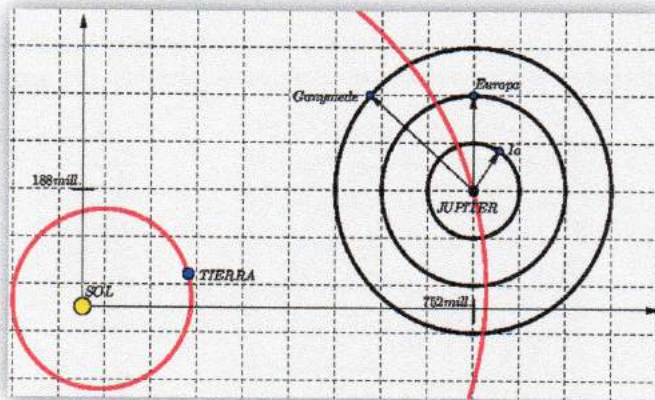 Ganymede
Europa
Io
188mill.
JUPITER
TIERRA
SOL
752mill.